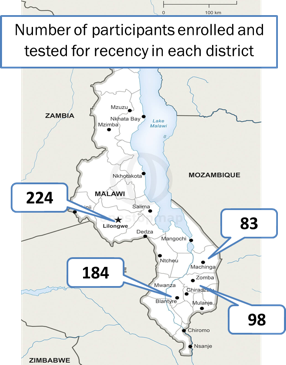 0 100 km
Number of participants enrolled and
tested for recency in each district
ZAMBIA
Mzuzu
Nkhata Bay
Mzimba
Lake
Malawi
Nkhotakota
MOZAMBIQUE
MALAWI
224
Salima
Lilongwe
Dedza
Mangochi
83
Ntcheu
Machinga
184
Mwanza
Zomba
Blantyre
Mulanje
98
Chiromo
Nsanje
ZIMBABWE